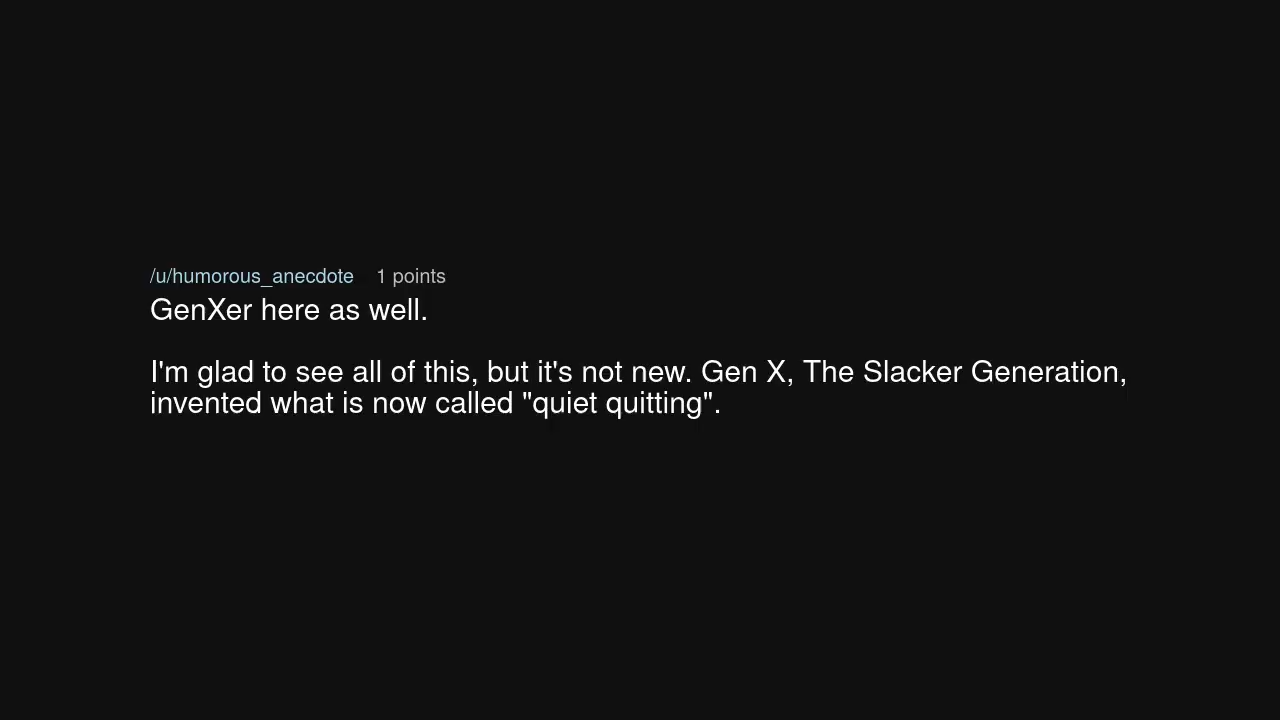 /u/humorous_anecdote 1 points
GenXer here as well.
I'm glad to see all of this, but it's not new. Gen X, The Slacker Generation,
invented what is now called "quiet quitting".